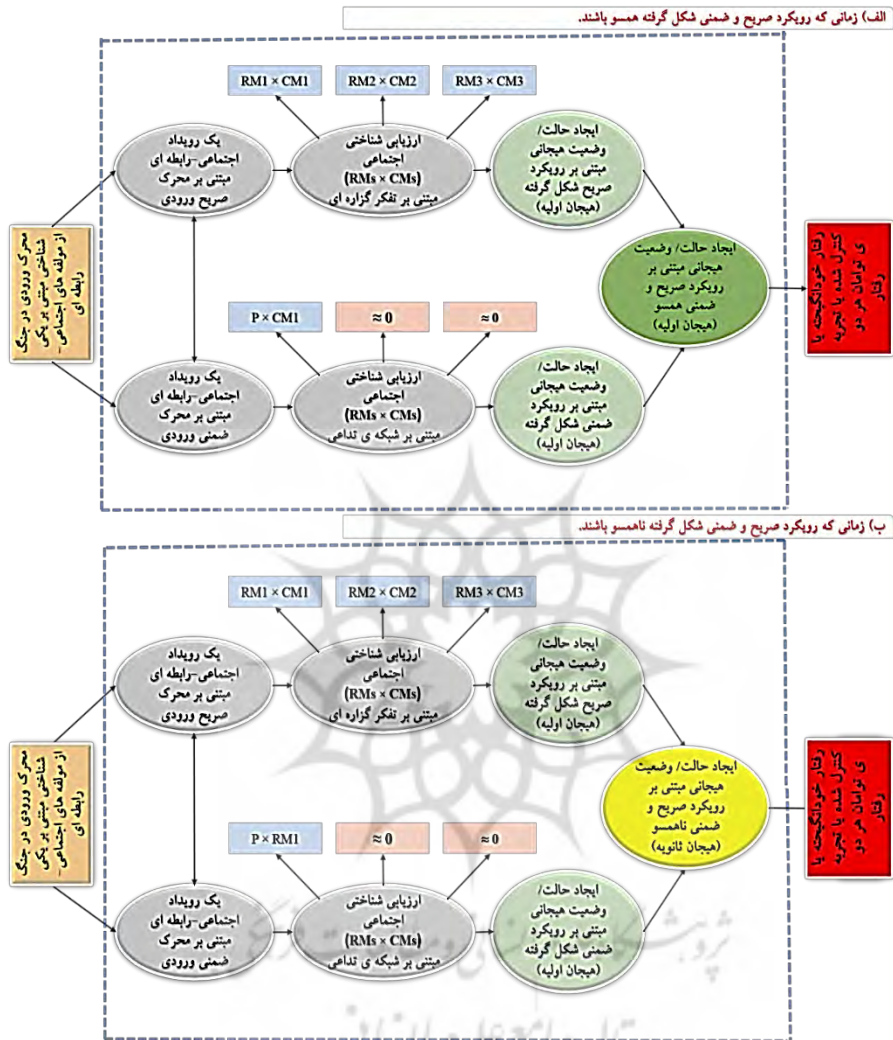 الف) زمانی که رویکرد صریح و ضمنی شکل گرفته همسو باشند.
RM1 × CM1
RM2 × CM2
RM3 × CM3
محرک ورودی در جنگ
شناختی مبتنی بر یکی
از مولفه های اجتماعی-
رابطه ای
یک رویداد
اجتماعی-رابطه ای
مبتنی بر محرک
صریح ورودی
ارزیابی شناختی
اجتماعی
(RMs × CMs)
مبتنی بر تفکر گزاره ای
ایجاد حالت/
وضعیت هیجانی
مبتنی بر رویکرد
صریح شکل گرفته
(هیجان اولیه)
ایجاد حالت/ وضعیت
هیجانی مبتنی بر
رویکرد صریح و
ضمنی همسو
(هیجان اولیه)
رفتار خودانگیخته یا
کنترل شده یا تجربه
ی توامان هر دو
رفتار
P × CM1
≈ 0
≈ 0
یک رویداد
اجتماعی-رابطه ای
مبتنی بر محرک
ضمنی ورودی
ارزیابی شناختی
اجتماعی
(RMs × CMs)
مبتنی بر شبکه ی تداعی
ایجاد حالت/
وضعیت هیجانی
مبتنی بر رویکرد
ضمنی شکل گرفته
(هیجان اولیه)
ب) زمانی که رویکرد صریح و ضمنی شکل گرفته ناهمسو باشند.
RM1 × CM1
RM2 × CM2
RM3 × CM3
محرک ورودی در جنگ
شناختی مبتنی بر یکی
از مولفه های اجتماعی-
رابطه ای
یک رویداد
اجتماعی-رابطه ای
مبتنی بر محرک
صریح ورودی
ارزیابی شناختی
اجتماعی
(RMs × CMs)
مبتنی بر تفکر گزاره ای
ایجاد حالت/
وضعیت هیجانی
مبتنی بر رویکرد
صریح شکل گرفته
(هیجان اولیه)
ایجاد حالت/ وضعیت
هیجانی مبتنی بر
رویکرد صریح و
ضمنی ناهمسو
(هیجان ثانویه)
رفتار خودانگیخته یا
کنترل شده یا تجربه
ی توامان هر دو
رفتار
P × RM1
≈ 0
≈ 0
یک رویداد
اجتماعی-رابطه ای
مبتنی بر محرک
ضمنی ورودی
ارزیابی شناختی
اجتماعی
(RMs × CMs)
مبتنی بر شبکه ی تداعی
ایجاد حالت/
وضعیت هیجانی
مبتنی بر رویکرد
ضمنی شکل گرفته
(هیجان اولیه)